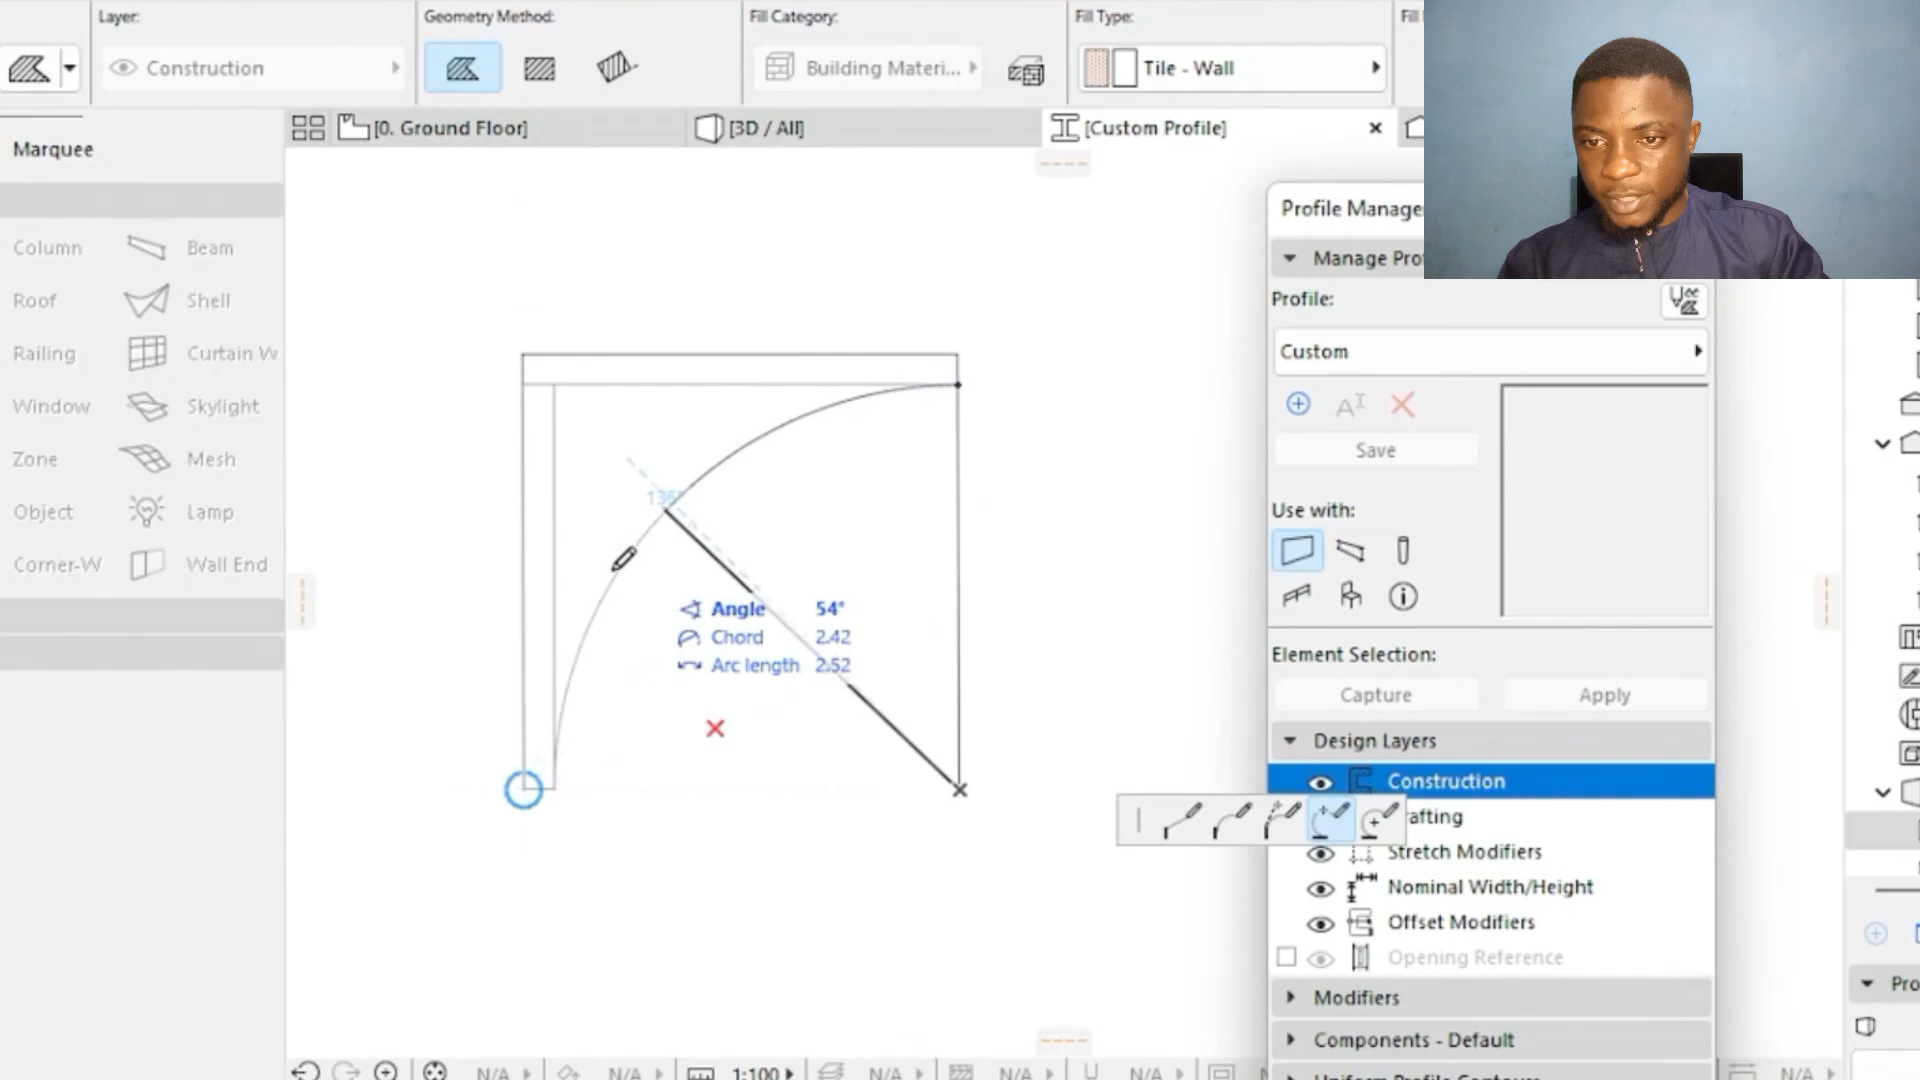 Layer:
Geometry Method:
Fill Category:
Fill Type:
Fill
Construction
Building Materi...
Tile - Wall
[0. Ground Floor]
[3D / All]
[Custom Profile]
Marquee
Column
Beam
Roof
Shell
Railing
Curtain W
Window
Skylight
Zone
Mesh
Object
Lamp
Corner-W
Wall End
Angle 54°
Chord 2.42
Arc length 2.52
Profile Manage
Manage Pro
Profile:
Custom
Save
Use with:
Element Selection:
Capture
Apply
Design Layers
Construction
rafting
Stretch Modifiers
Nominal Width/Height
Offset Modifiers
Opening Reference
Modifiers
Components - Default
Pro
N/A
N/A
1:100
N/A
N/A
N/A
N/A